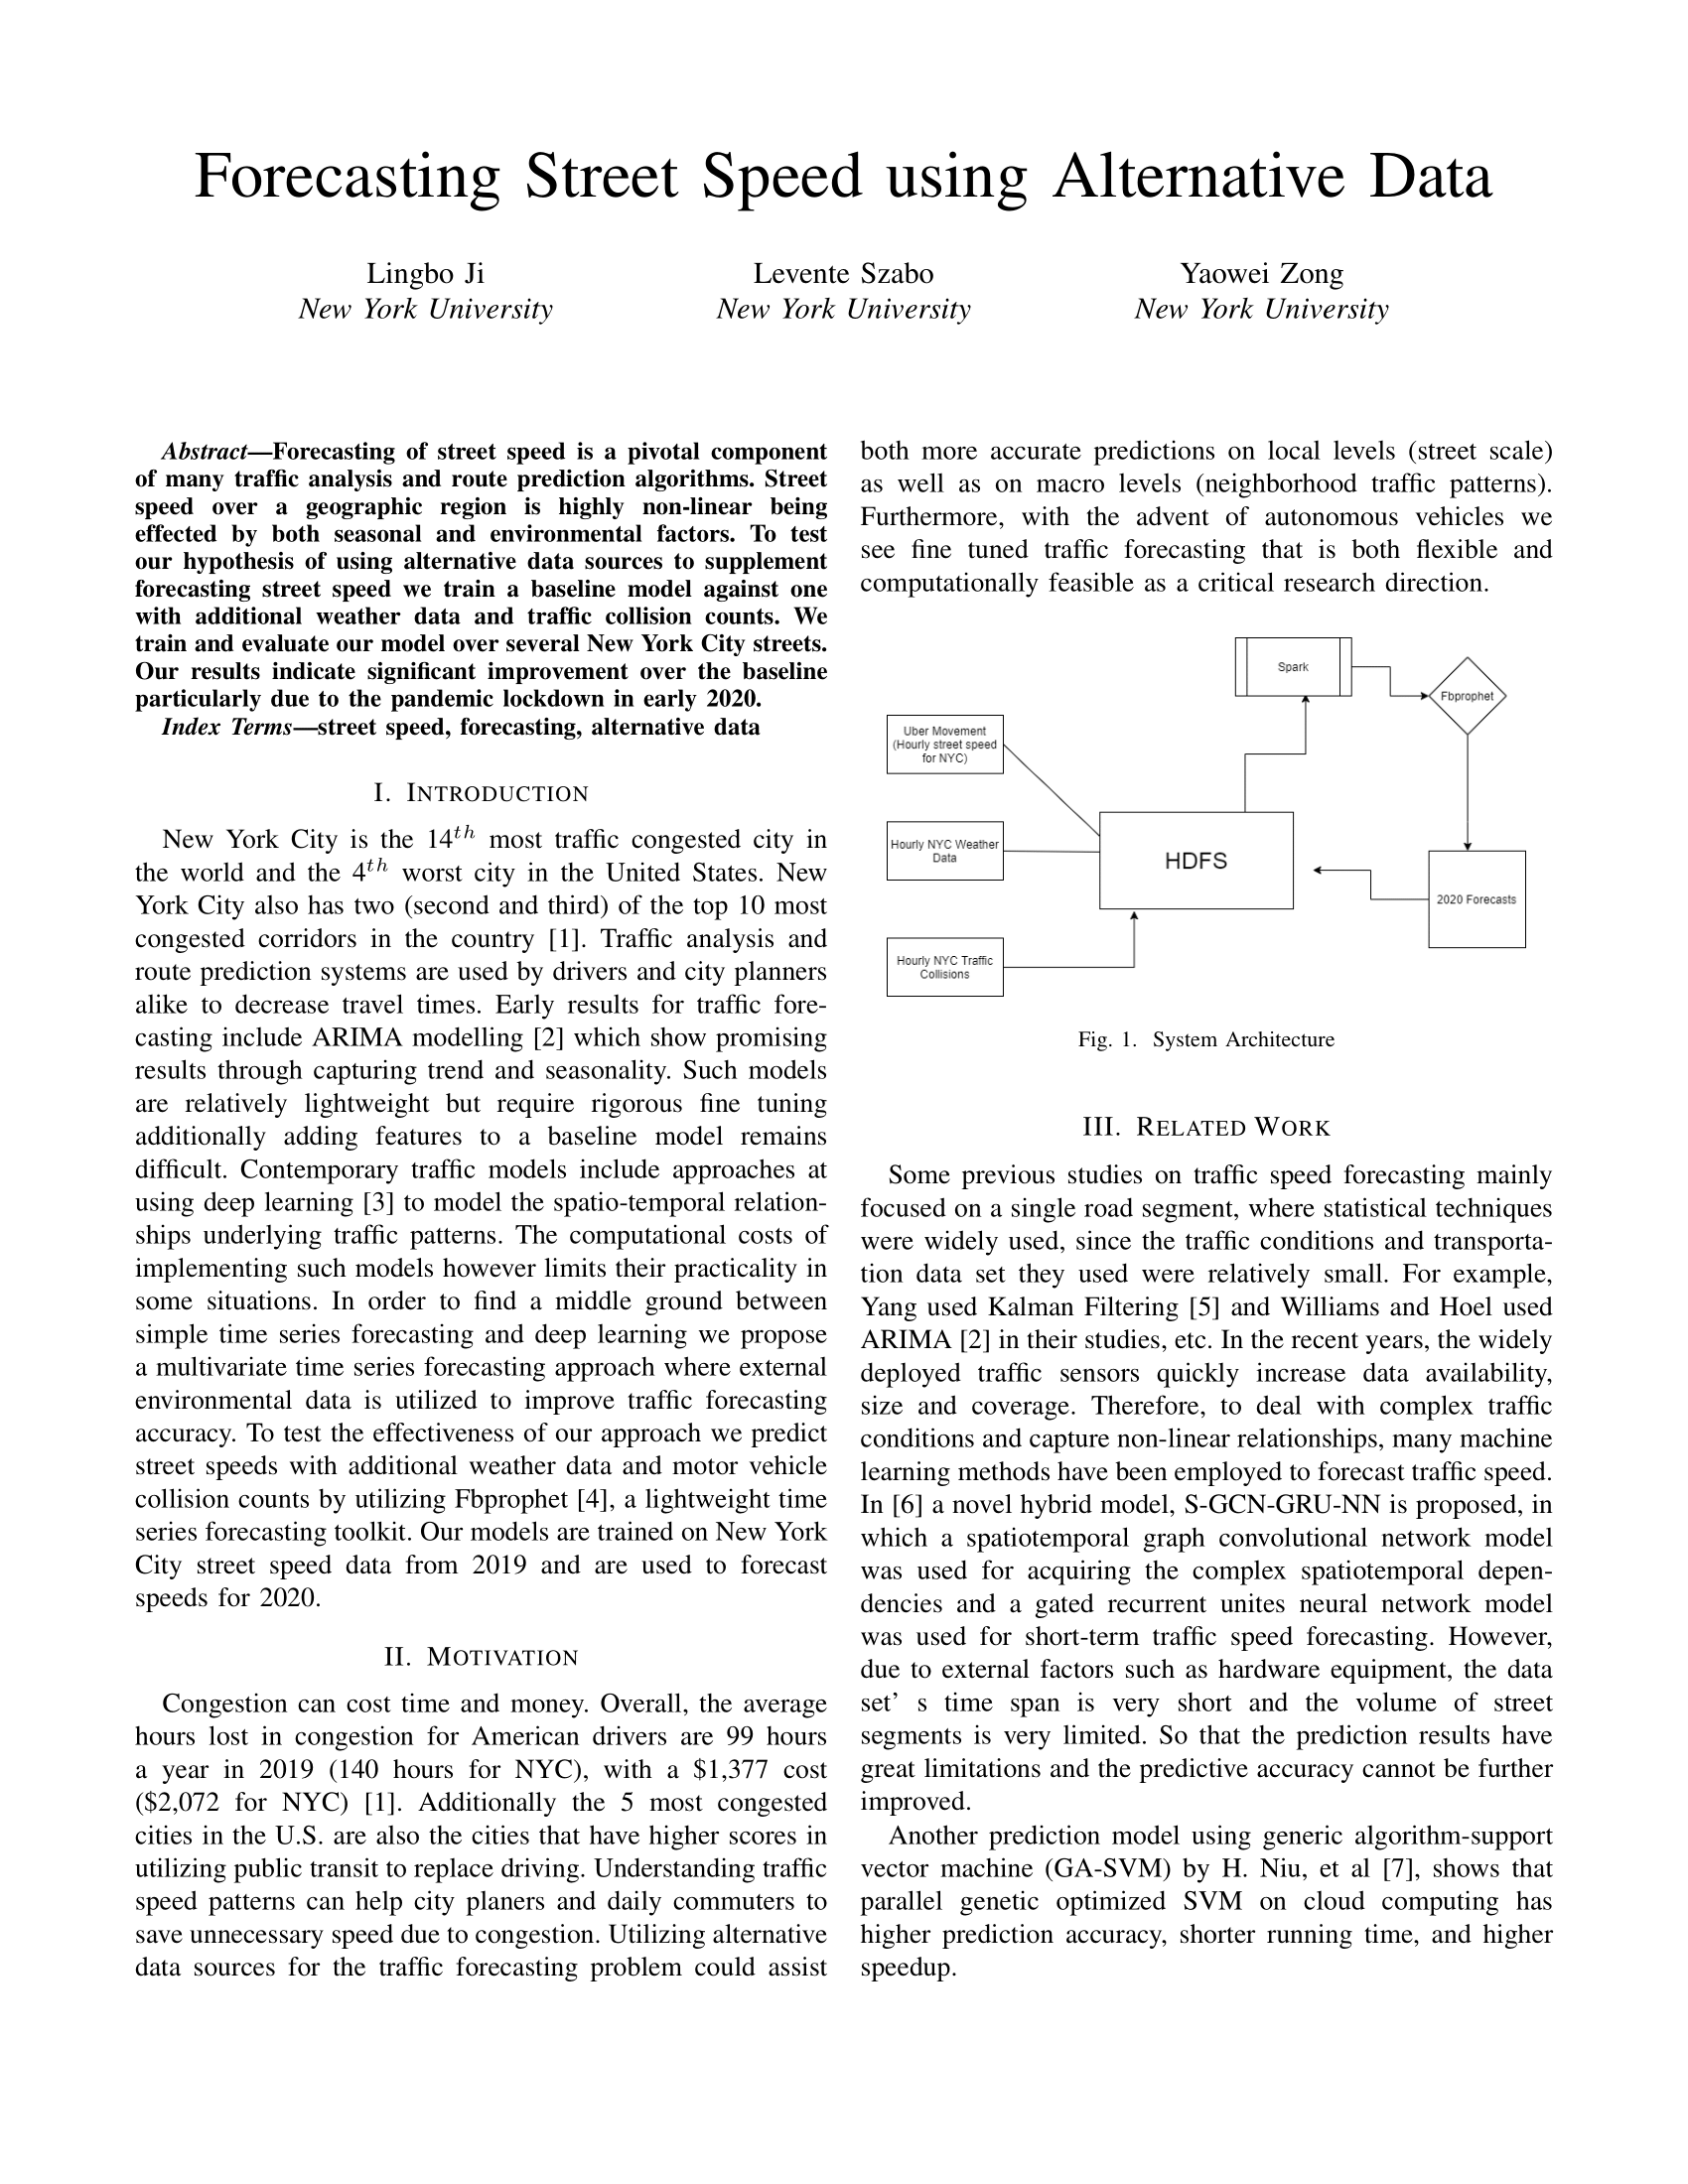 Forecasting Street Speed using Alternative Data
Lingbo Ji
New York University
Levente Szabo
New York University
Yaowei Zong
New York University
Abstract—Forecasting of street speed is a pivotal component
of many traffic analysis and route prediction algorithms. Street
speed over a geographic region is highly non-linear being
effected by both seasonal and environmental factors. To test
our hypothesis of using alternative data sources to supplement
forecasting street speed we train a baseline model against one
with additional weather data and traffic collision counts. We
train and evaluate our model over several New York City streets.
Our results indicate significant improvement over the baseline
particularly due to the pandemic lockdown in early 2020.
Index Terms—street speed, forecasting, alternative data
I. INTRODUCTION
New York City is the 14th most traffic congested city in
the world and the 4th worst city in the United States. New
York City also has two (second and third) of the top 10 most
congested corridors in the country [1]. Traffic analysis and
route prediction systems are used by drivers and city planners
alike to decrease travel times. Early results for traffic fore-
casting include ARIMA modelling [2] which show promising
results through capturing trend and seasonality. Such models
are relatively lightweight but require rigorous fine tuning
additionally adding features to a baseline model remains
difficult. Contemporary traffic models include approaches at
using deep learning [3] to model the spatio-temporal relation-
ships underlying traffic patterns. The computational costs of
implementing such models however limits their practicality in
some situations. In order to find a middle ground between
simple time series forecasting and deep learning we propose
a multivariate time series forecasting approach where external
environmental data is utilized to improve traffic forecasting
accuracy. To test the effectiveness of our approach we predict
street speeds with additional weather data and motor vehicle
collision counts by utilizing Fbprophet [4], a lightweight time
series forecasting toolkit. Our models are trained on New York
City street speed data from 2019 and are used to forecast
speeds for 2020.
II. MOTIVATION
Congestion can cost time and money. Overall, the average
hours lost in congestion for American drivers are 99 hours
a year in 2019 (140 hours for NYC), with a $1,377 cost
($2,072 for NYC) [1]. Additionally the 5 most congested
cities in the U.S. are also the cities that have higher scores in
utilizing public transit to replace driving. Understanding traffic
speed patterns can help city planers and daily commuters to
save unnecessary speed due to congestion. Utilizing alternative
data sources for the traffic forecasting problem could assist
both more accurate predictions on local levels (street scale)
as well as on macro levels (neighborhood traffic patterns).
Furthermore, with the advent of autonomous vehicles we
see fine tuned traffic forecasting that is both flexible and
computationally feasible as a critical research direction.
Spark
Fbprophet
Uber Movement
(Hourly street speed
for NYC)
Hourly NYC Weather
Data
HDFS
2020 Forecasts
Hourly NYC Traffic
Collisions
Fig. 1. System Architecture
III. RELATED WORK
Some previous studies on traffic speed forecasting mainly
focused on a single road segment, where statistical techniques
were widely used, since the traffic conditions and transporta-
tion data set they used were relatively small. For example,
Yang used Kalman Filtering [5] and Williams and Hoel used
ARIMA [2] in their studies, etc. In the recent years, the widely
deployed traffic sensors quickly increase data availability,
size and coverage. Therefore, to deal with complex traffic
conditions and capture non-linear relationships, many machine
learning methods have been employed to forecast traffic speed.
In [6] a novel hybrid model, S-GCN-GRU-NN is proposed, in
which a spatiotemporal graph convolutional network model
was used for acquiring the complex spatiotemporal depen-
dencies and a gated recurrent unites neural network model
was used for short-term traffic speed forecasting. However,
due to external factors such as hardware equipment, the data
set’ s time span is very short and the volume of street
segments is very limited. So that the prediction results have
great limitations and the predictive accuracy cannot be further
improved.
Another prediction model using generic algorithm-support
vector machine (GA-SVM) by H. Niu, et al [7], shows that
parallel genetic optimized SVM on cloud computing has
higher prediction accuracy, shorter running time, and higher
speedup.